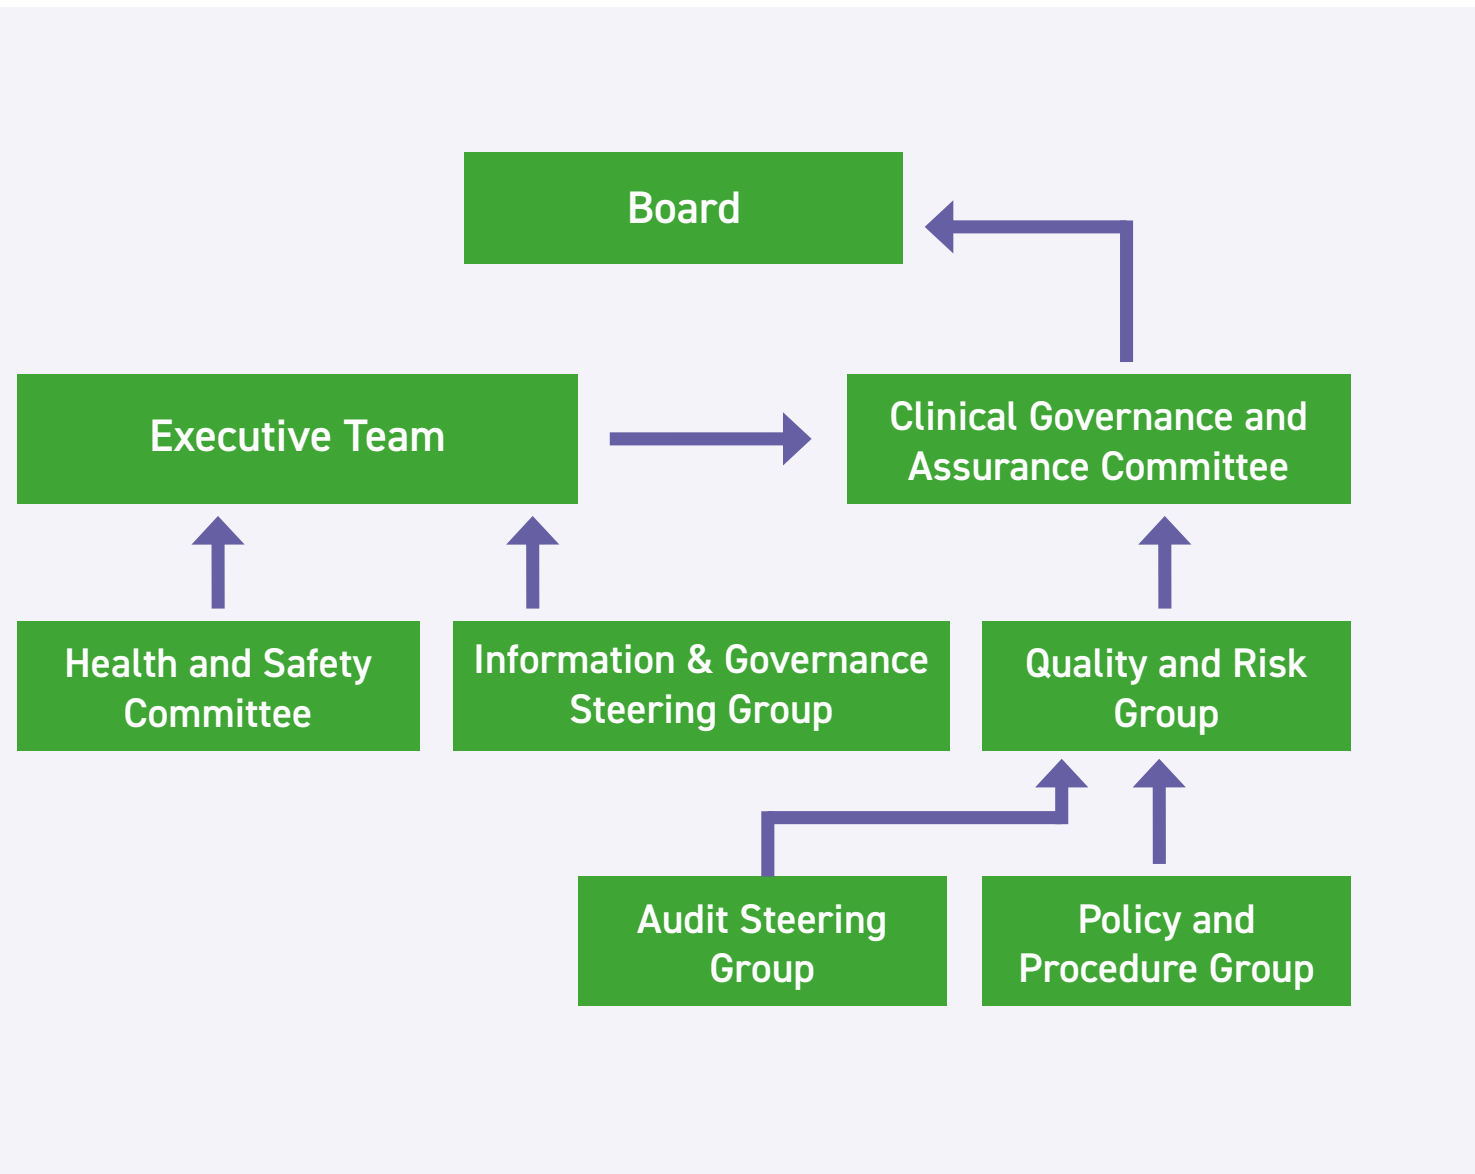 Board
Executive Team
Clinical Governance and
Assurance Committee
Health and Safety
Committee
Information & Governance
Steering Group
Quality and Risk
Group
Audit Steering
Group
Policy and
Procedure Group